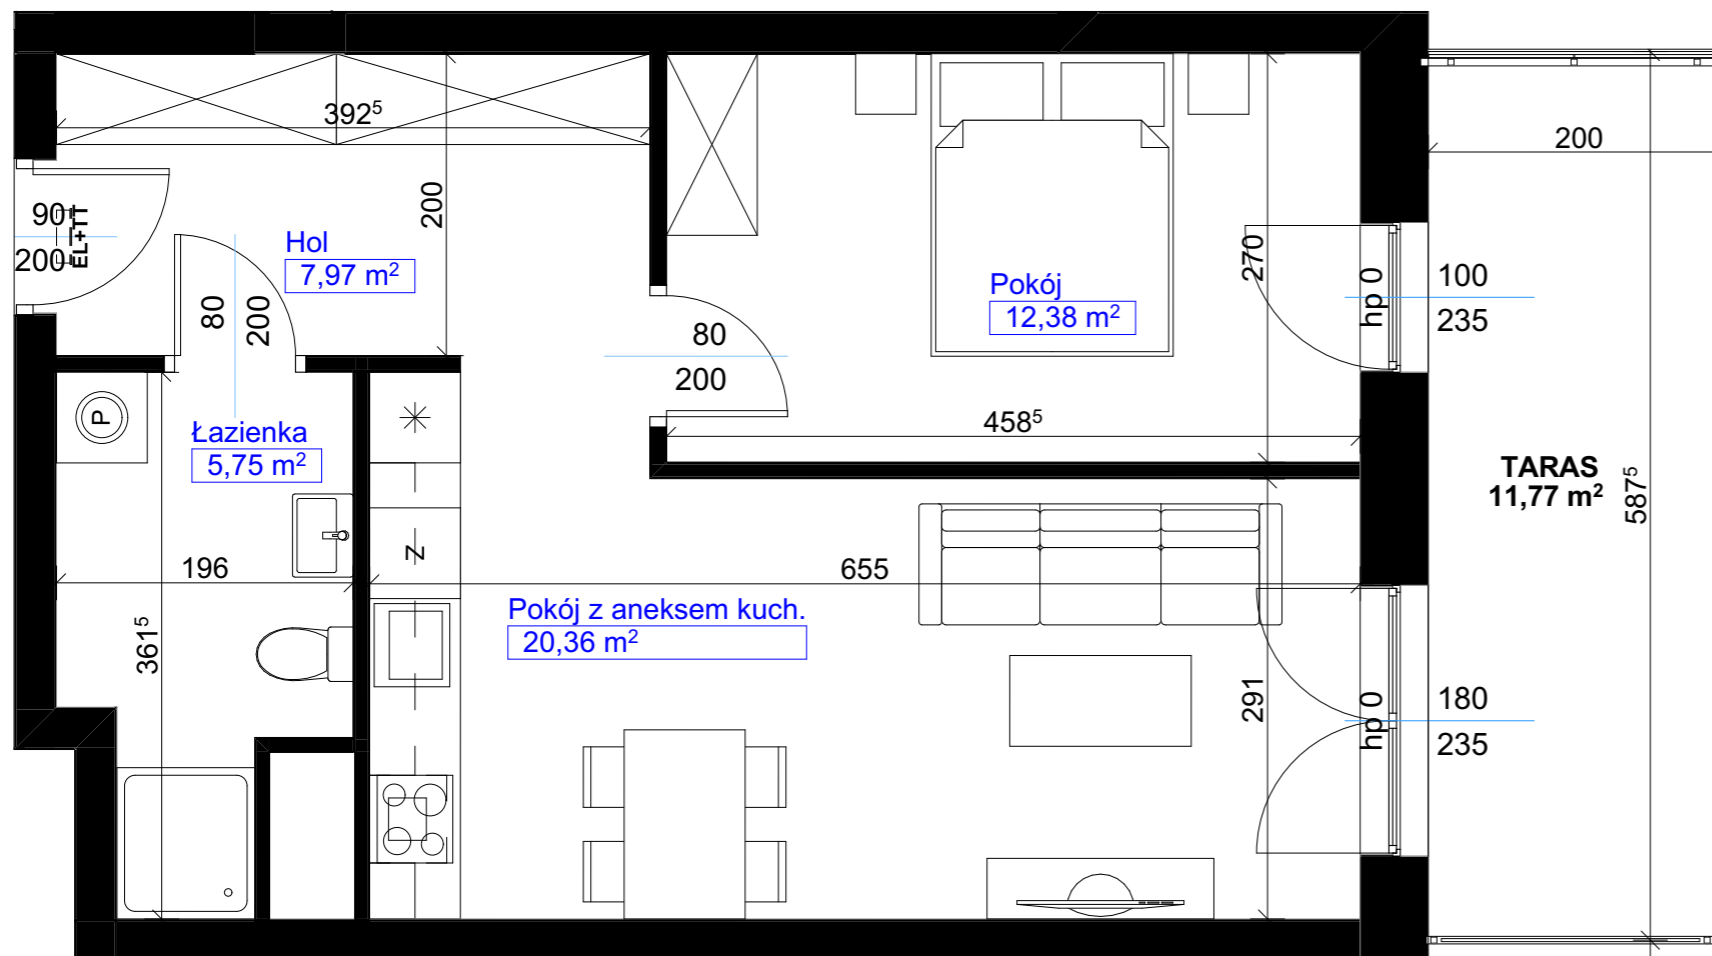 392⁵
200
200
90
200
EL+TT
Hol
7,97 m²
80
200
270
Pokój
12,38 m²
hp 0
100
235
80
200
458⁵
P
Łazienka
5,75 m²
TARAS
11,77 m²
587⁵
Z
196
655
Pokój z aneksem kuch.
20,36 m²
361⁵
291
hp 0
180
235